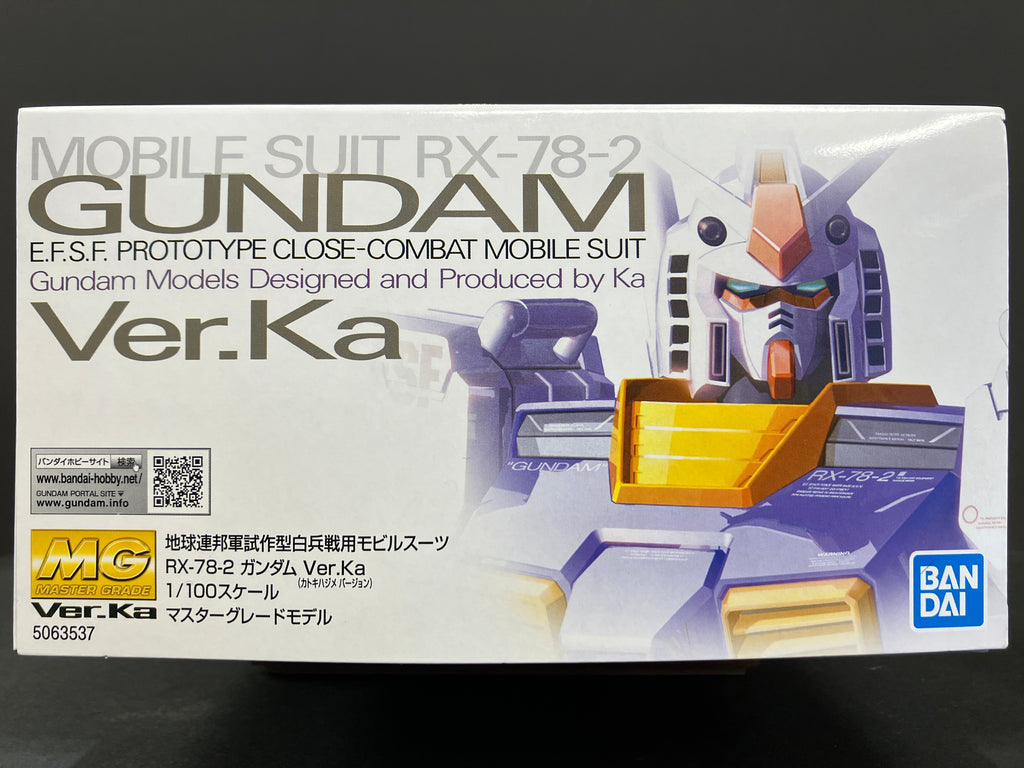 MOBILE SUIT RX-78-2
GUNDAM
E.F.S.F. PROTOTYPE CLOSE-COMBAT MOBILE SUIT
Gundam Models Designed and Produced by Ka
Ver.Ka
SF
"GUNDAM"
RX-78-2
WARNING
バンダイホビーサイト 検索
www.bandai-hobby.net/
GUNDAM PORTAL SITE
www.gundam.info
MG
MASTER GRADE
Ver.Ka
5063537
地球連邦軍試作型白兵戦用モビルスーツ
RX-78-2 ガンダム Ver.Ka
(カトキハジメ バージョン)
1/100スケール
マスターグレードモデル
BAN
DAI